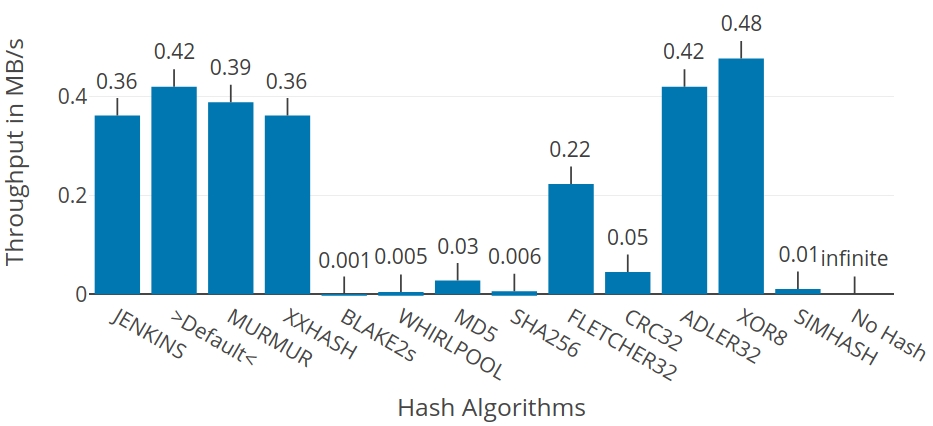 0.48
0.42
0.42
0.39
0.36
0.36
0.22
0.05
0.03
0.001
0.005
0.006
0.01
infinite
Throughput in MB/s
0.4
0.2
0
JENKINS
>Default<
MURMUR
XXHASH
BLAKE2s
WHIRLPOOL
MD5
SHA256
FLETCHER32
CRC32
ADLER32
XOR8
SIMHASH
No Hash
Hash Algorithms